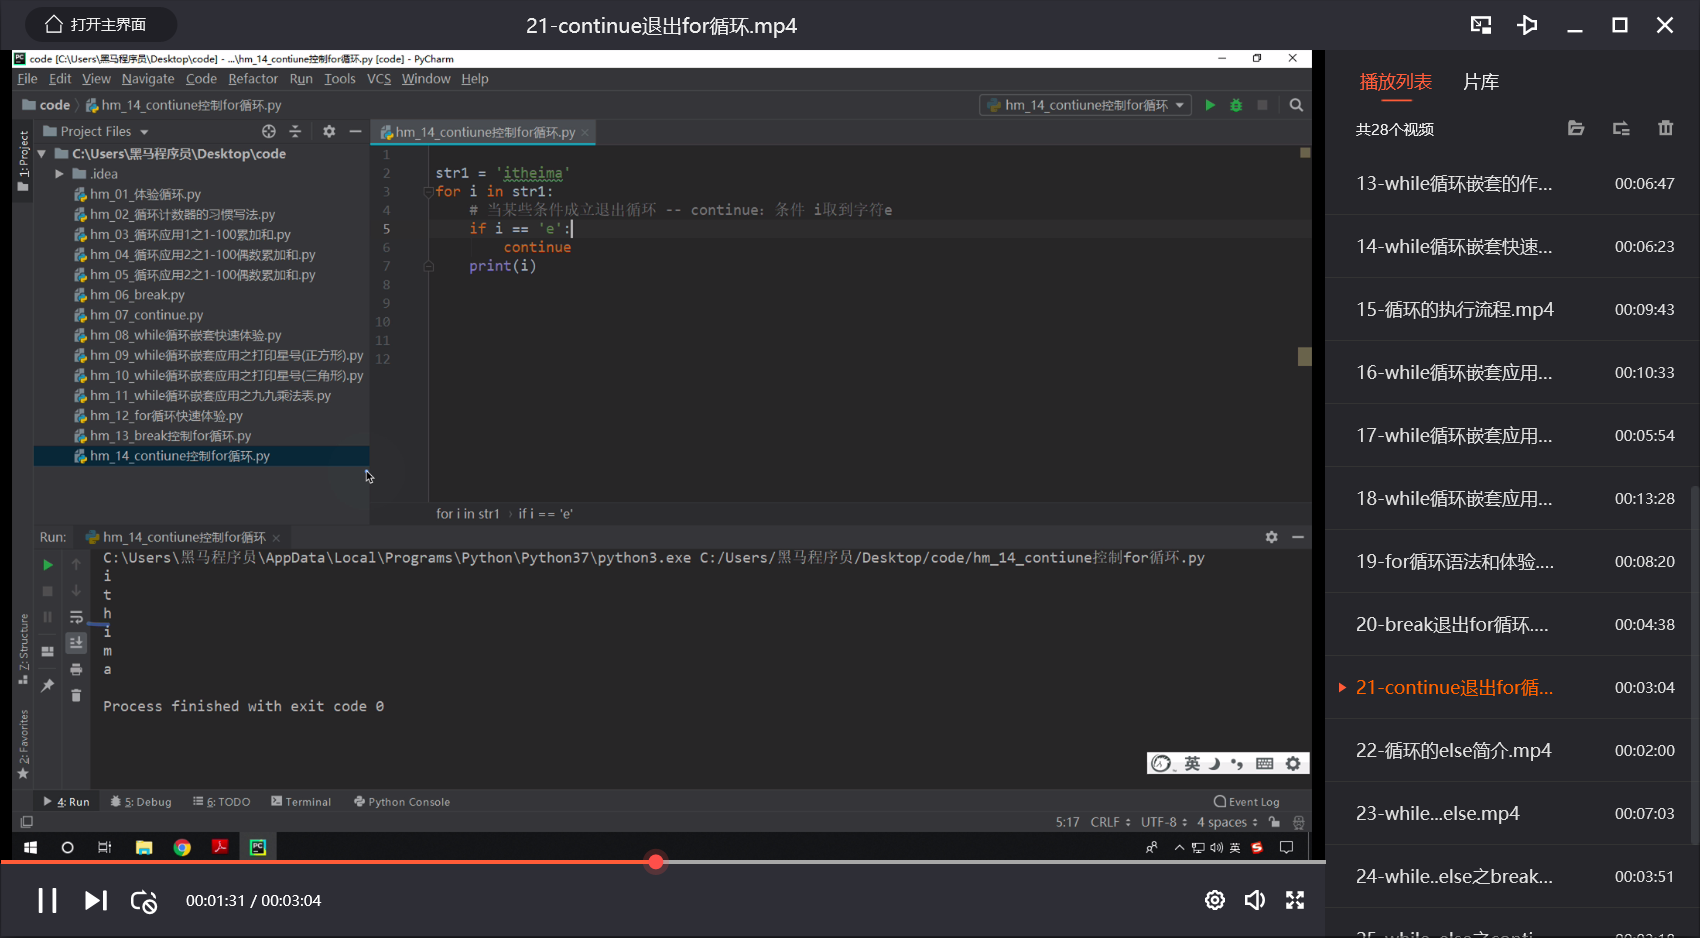 打开主界面
21-continue退出for循环.mp4
code [C:\Users\黑马程序员\Desktop\code] - ...\hm_14_contiune控制for循环.py [code] - PyCharm
File Edit View Navigate Code Refactor Run Tools VCS Window Help
code hm_14_contiune控制for循环.py
hm_14_contiune控制for循环
1: Project
Project Files
C:\Users\黑马程序员\Desktop\code
.idea
hm_01_体验循环.py
hm_02_循环计数器的习惯写法.py
hm_03_循环应用1之1-100累加和.py
hm_04_循环应用2之1-100偶数累加和.py
hm_05_循环应用2之1-100偶数累加和.py
hm_06_break.py
hm_07_continue.py
hm_08_while循环嵌套快速体验.py
hm_09_while循环嵌套应用之打印星号(正方形).py
hm_10_while循环嵌套应用之打印星号(三角形).py
hm_11_while循环嵌套应用之九九乘法表.py
hm_12_for循环快速体验.py
hm_13_break控制for循环.py
hm_14_contiune控制for循环.py
hm_14_contiune控制for循环.py
1
2 str1 = 'itheima'
3 for i in str1:
4 # 当某些条件成立退出循环 -- continue：条件 i取到字符e
5 if i == 'e':
6 continue
7 print(i)
8
9
10
11
12
for i in str1 › if i == 'e'
Run: hm_14_contiune控制for循环
C:\Users\黑马程序员\AppData\Local\Programs\Python\Python37\python3.exe C:/Users/黑马程序员/Desktop/code/hm_14_contiune控制for循环.py
i
t
h
i
m
a
Process finished with exit code 0
Z: Structure
2: Favorites
英
4: Run 5: Debug 6: TODO Terminal Python Console Event Log
5:17 CRLF UTF-8 4 spaces
英
00:01:31 / 00:03:04
播放列表 片库
共28个视频
13-while循环嵌套的作... 00:06:47
14-while循环嵌套快速... 00:06:23
15-循环的执行流程.mp4 00:09:43
16-while循环嵌套应用... 00:10:33
17-while循环嵌套应用... 00:05:54
18-while循环嵌套应用... 00:13:28
19-for循环语法和体验.... 00:08:20
20-break退出for循环.... 00:04:38
21-continue退出for循... 00:03:04
22-循环的else简介.mp4 00:02:00
23-while...else.mp4 00:07:03
24-while..else之break... 00:03:51